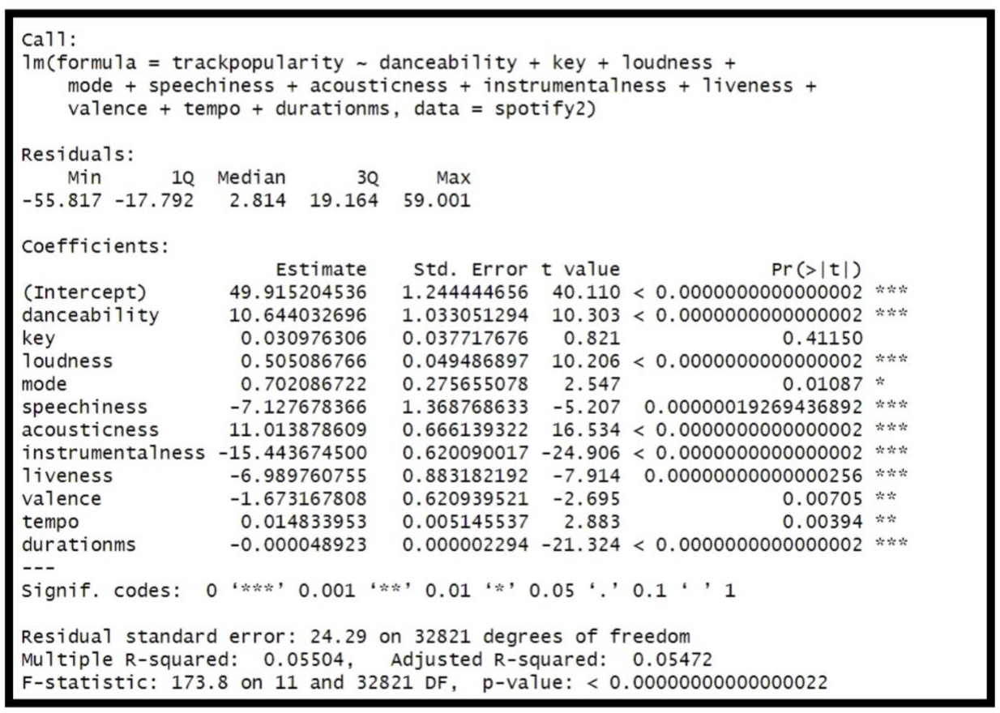 Call:
lm(formula = trackpopularity ~ danceability + key + loudness +
    mode + speechiness + acousticness + instrumentalness + liveness +
    valence + tempo + durationms, data = spotify2)
Residuals:
    Min      1Q  Median      3Q     Max
-55.817 -17.792   2.814  19.164  59.001
Coefficients:
                     Estimate    Std. Error t value             Pr(>|t|)
(Intercept)      49.915204536   1.244444656  40.110 < 0.0000000000000002 ***
danceability     10.644032696   1.033051294  10.303 < 0.0000000000000002 ***
key               0.030976306   0.037717676   0.821              0.41150
loudness          0.505086766   0.049486897  10.206 < 0.0000000000000002 ***
mode              0.702086722   0.275655078   2.547              0.01087 *
speechiness      -7.127678366   1.368768633  -5.207  0.00000019269436892 ***
acousticness     11.013878609   0.666139322  16.534 < 0.0000000000000002 ***
instrumentalness -15.443674500   0.620090017 -24.906 < 0.0000000000000002 ***
liveness         -6.989760755   0.883182192  -7.914  0.00000000000000256 ***
valence          -1.673167808   0.620939521  -2.695              0.00705 **
tempo             0.014833953   0.005145537   2.883              0.00394 **
durationms       -0.000048923   0.000002294 -21.324 < 0.0000000000000002 ***
---
Signif. codes:  0 ‘***’ 0.001 ‘**’ 0.01 ‘*’ 0.05 ‘.’ 0.1 ‘ ’ 1
Residual standard error: 24.29 on 32821 degrees of freedom
Multiple R-squared:  0.05504,	Adjusted R-squared:  0.05472
F-statistic: 173.8 on 11 and 32821 DF,  p-value: < 0.00000000000000022